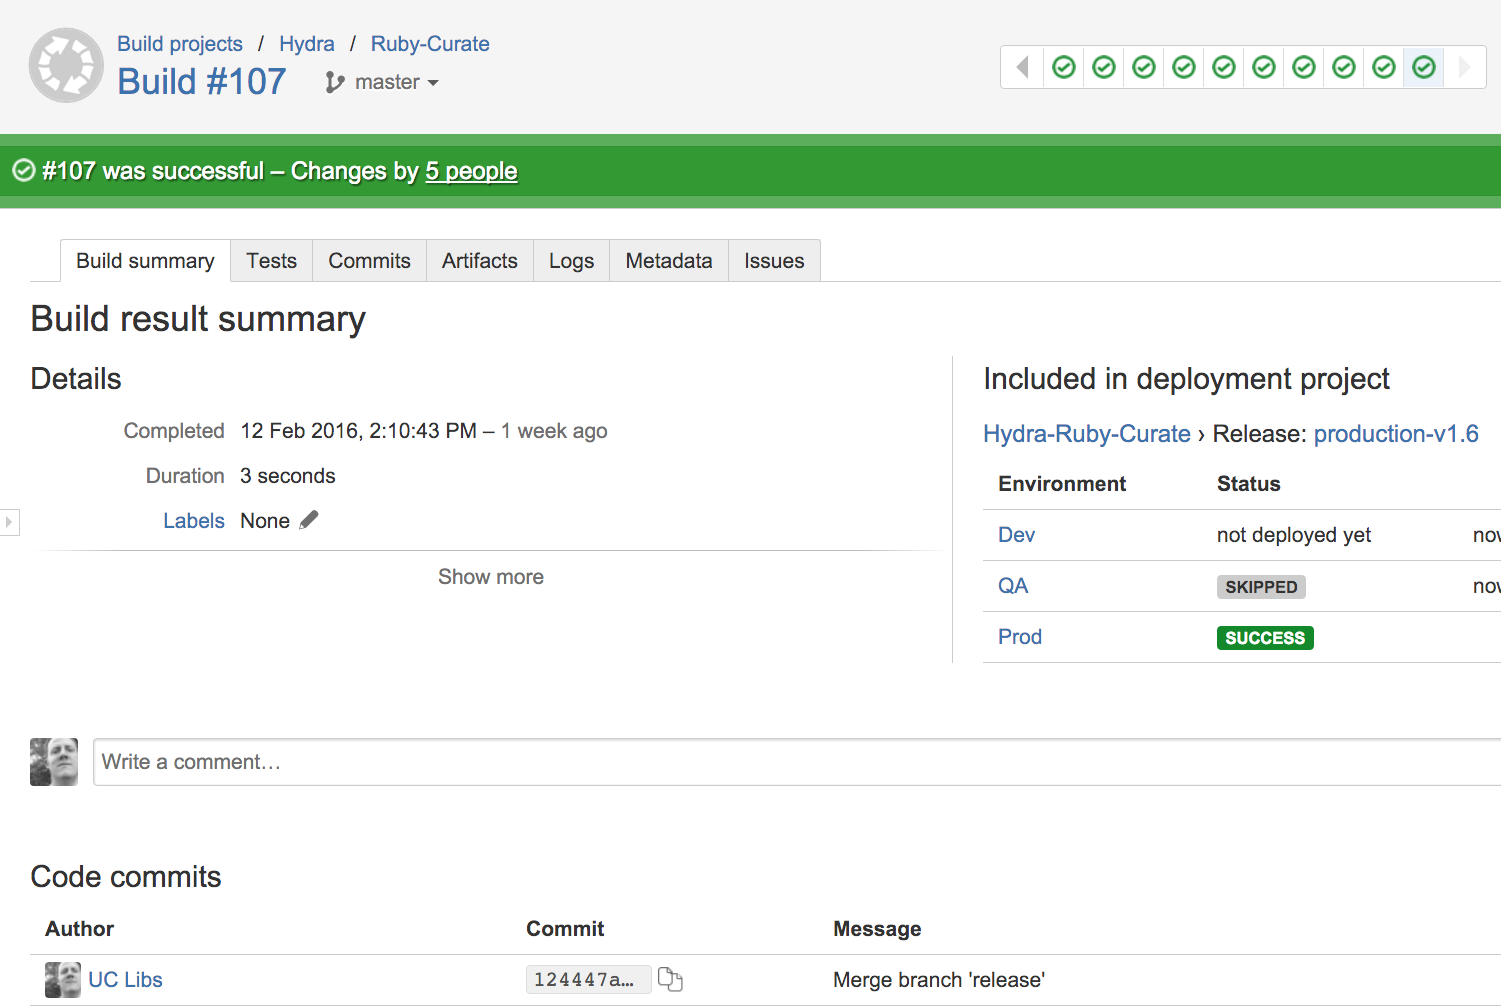 Build projects / Hydra / Ruby-Curate
Build #107 master
#107 was successful – Changes by 5 people
Build summary Tests Commits Artifacts Logs Metadata Issues
Build result summary
Details
Completed 12 Feb 2016, 2:10:43 PM – 1 week ago
Duration 3 seconds
Labels None
Show more
Included in deployment project
Hydra-Ruby-Curate › Release: production-v1.6
Environment Status
Dev not deployed yet
QA SKIPPED
Prod SUCCESS
Write a comment…
Code commits
Author Commit Message
UC Libs 124447a… Merge branch 'release'